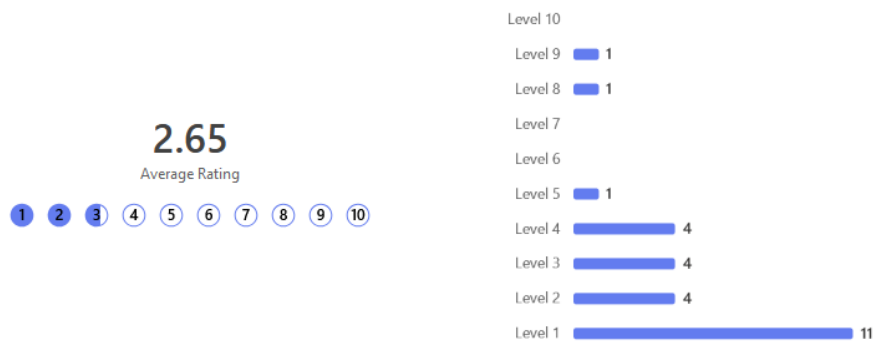 2.65
Average Rating
1 2 3 4 5 6 7 8 9 10
Level 10
Level 9 1
Level 8 1
Level 7
Level 6
Level 5 1
Level 4 4
Level 3 4
Level 2 4
Level 1 11